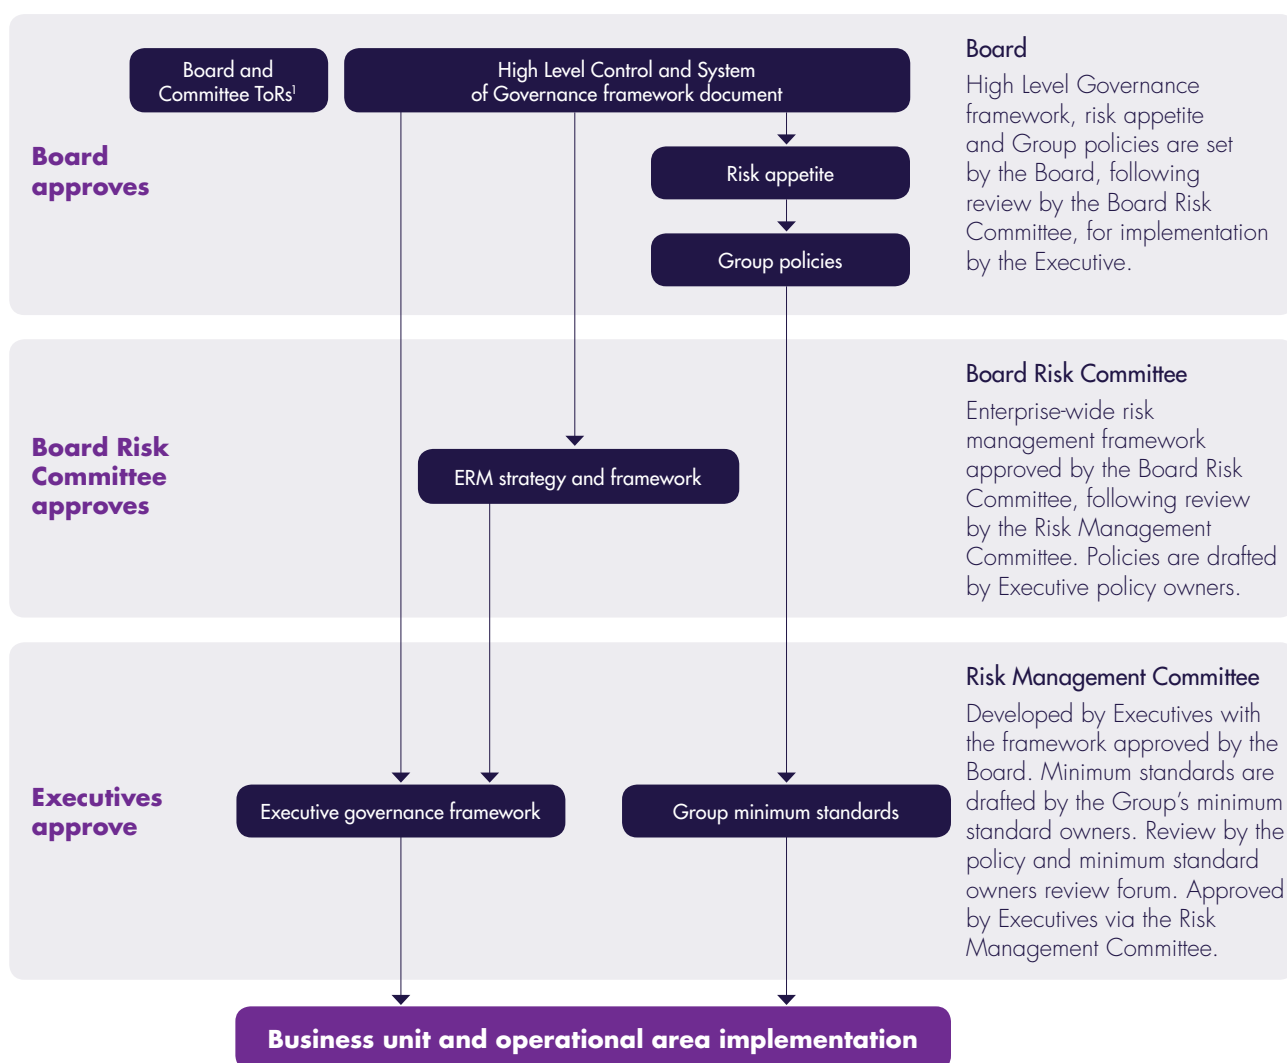 Board and
Committee ToRs¹
High Level Control and System
of Governance framework document
Board
approves
Risk appetite
Group policies
Board
High Level Governance
framework, risk appetite
and Group policies are set
by the Board, following
review by the Board Risk
Committee, for implementation
by the Executive.
Board Risk
Committee
approves
ERM strategy and framework
Board Risk Committee
Enterprise-wide risk
management framework
approved by the Board Risk
Committee, following review
by the Risk Management
Committee. Policies are drafted
by Executive policy owners.
Executives
approve
Executive governance framework
Group minimum standards
Risk Management Committee
Developed by Executives with
the framework approved by the
Board. Minimum standards are
drafted by the Group’s minimum
standard owners. Review by the
policy and minimum standard
owners review forum. Approved
by Executives via the Risk
Management Committee.
Business unit and operational area implementation